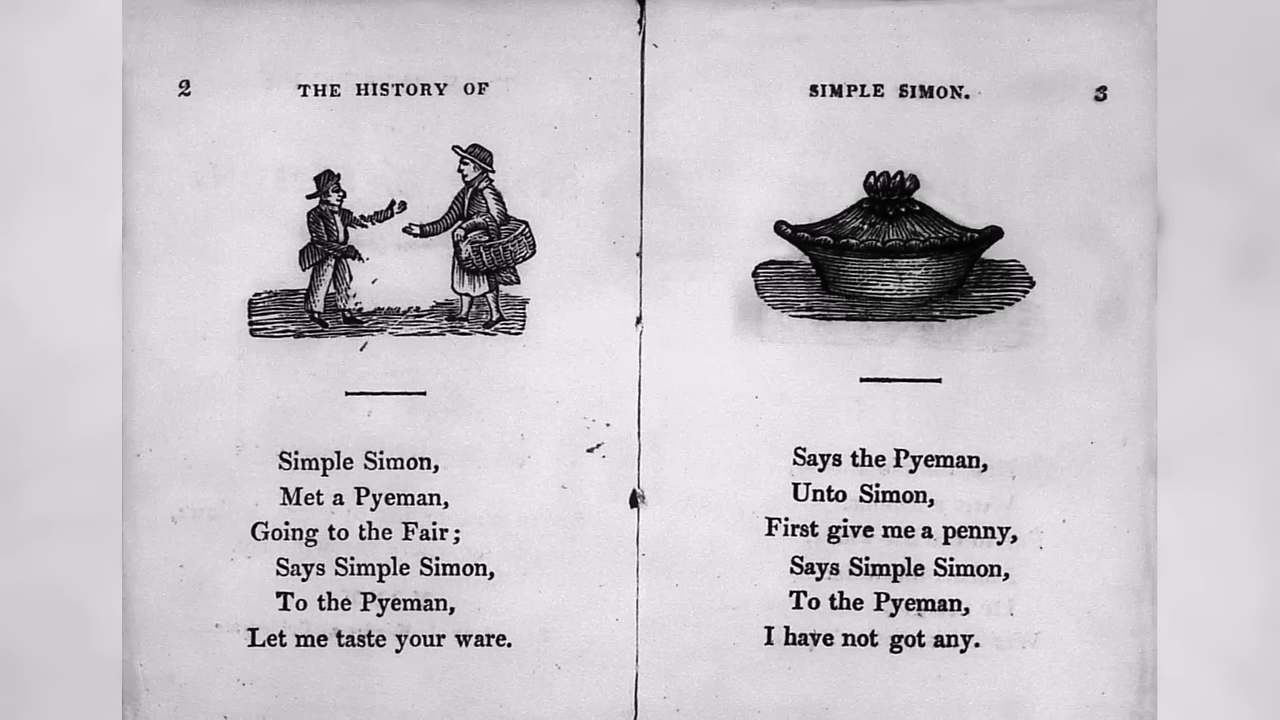 2 THE HISTORY OF
Simple Simon,
Met a Pyeman,
Going to the Fair;
Says Simple Simon,
To the Pyeman,
Let me taste your ware.
SIMPLE SIMON. 3
Says the Pyeman,
Unto Simon,
First give me a penny,
Says Simple Simon,
To the Pyeman,
I have not got any.